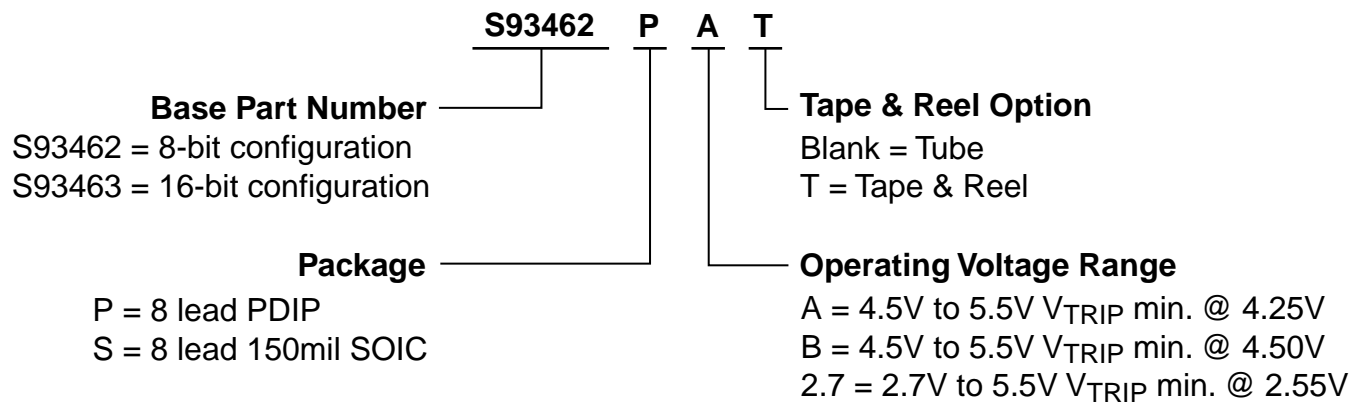 S93462 P A T
Base Part Number
S93462 = 8-bit configuration
S93463 = 16-bit configuration
Tape & Reel Option
Blank = Tube
T = Tape & Reel
Package
P = 8 lead PDIP
S = 8 lead 150mil SOIC
Operating Voltage Range
A = 4.5V to 5.5V VTRIP min. @ 4.25V
B = 4.5V to 5.5V VTRIP min. @ 4.50V
2.7 = 2.7V to 5.5V VTRIP min. @ 2.55V